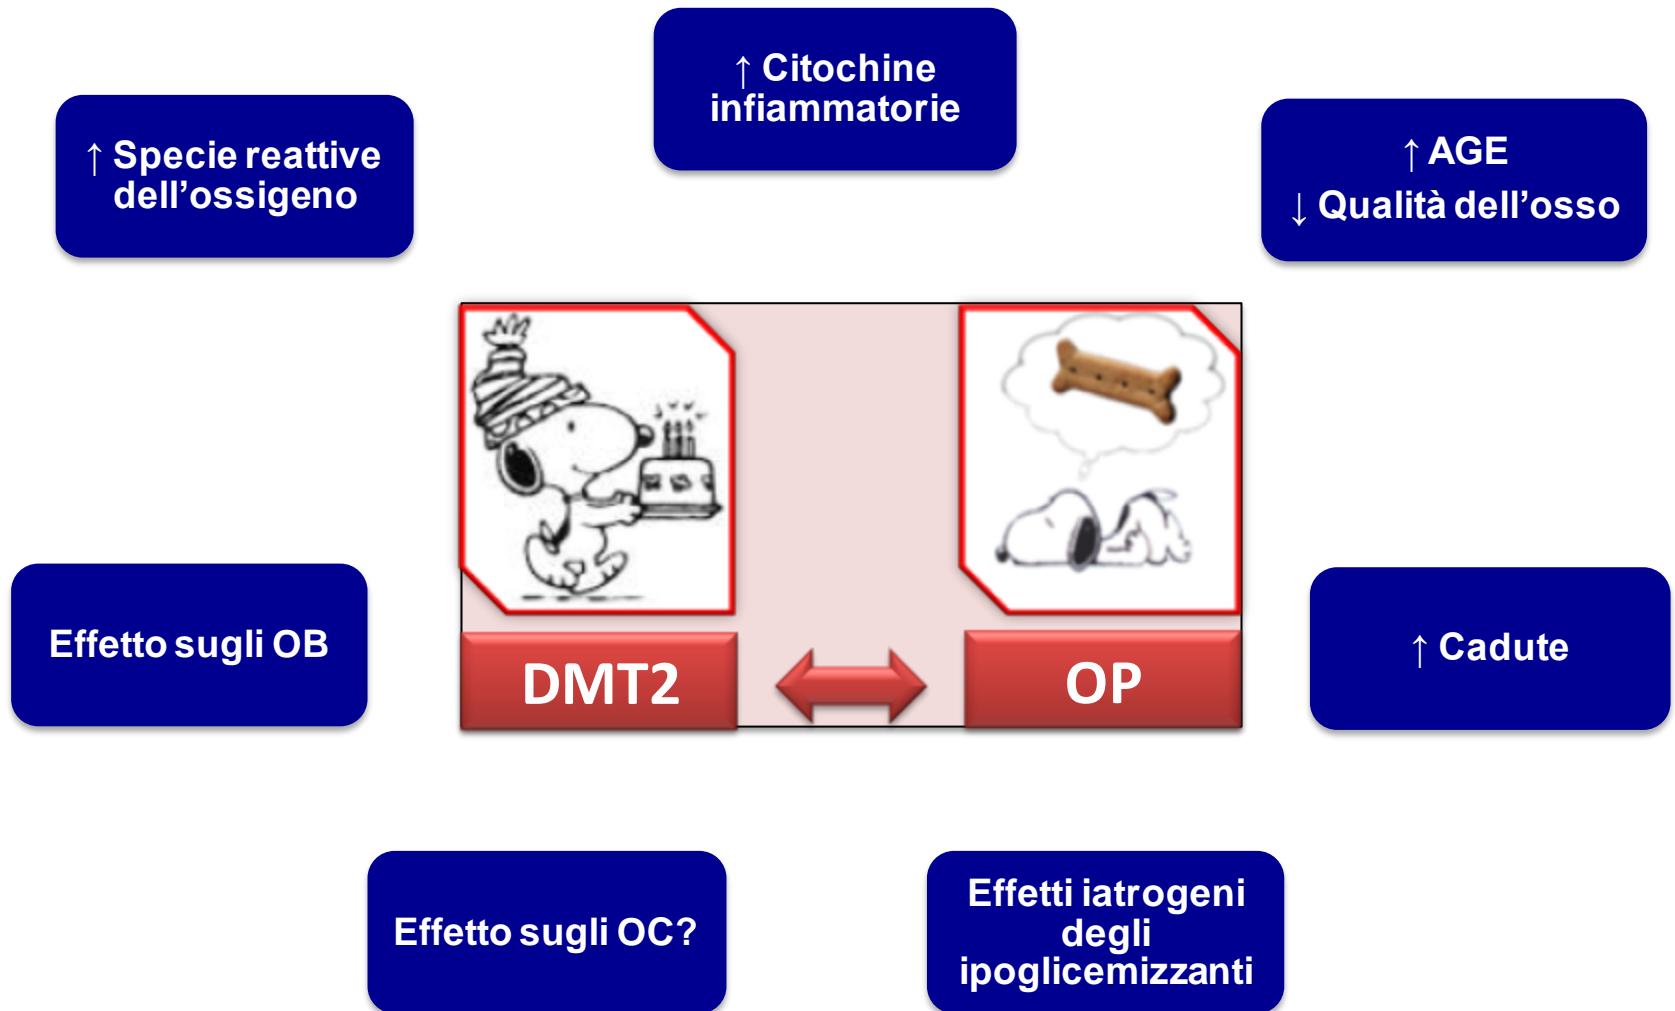 ↑ Citochine
infiammatorie
↑ Specie reattive
dell’ossigeno
↑ AGE
↓ Qualità dell’osso
Effetto sugli OB
DMT2
OP
↑ Cadute
Effetto sugli OC?
Effetti iatrogeni
degli
ipoglicemizzanti